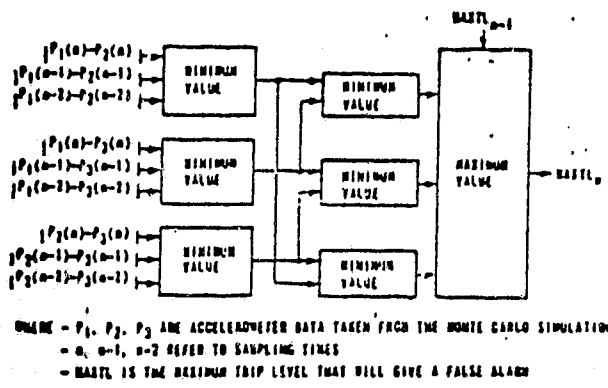 MASTL n-1
|P1(n)-P2(n)|
|P1(n-1)-P2(n-1)|
|P1(n-2)-P2(n-2)|
MINIMUM VALUE
MINIMUM VALUE
|P1(n)-P3(n)|
|P1(n-1)-P3(n-1)|
|P1(n-2)-P3(n-2)|
MINIMUM VALUE
MINIMUM VALUE
MAXIMUM VALUE
MASTL n
|P2(n)-P3(n)|
|P2(n-1)-P3(n-1)|
|P2(n-2)-P3(n-2)|
MINIMUM VALUE
MINIMUM VALUE
WHERE - P1, P2, P3 ARE ACCELEROMETER DATA TAKEN FROM THE MONTE CARLO SIMULATION
- n, n-1, n-2 REFER TO SAMPLING TIMES
- MASTL IS THE MAXIMUM TRIP LEVEL THAT WILL GIVE A FALSE ALARM